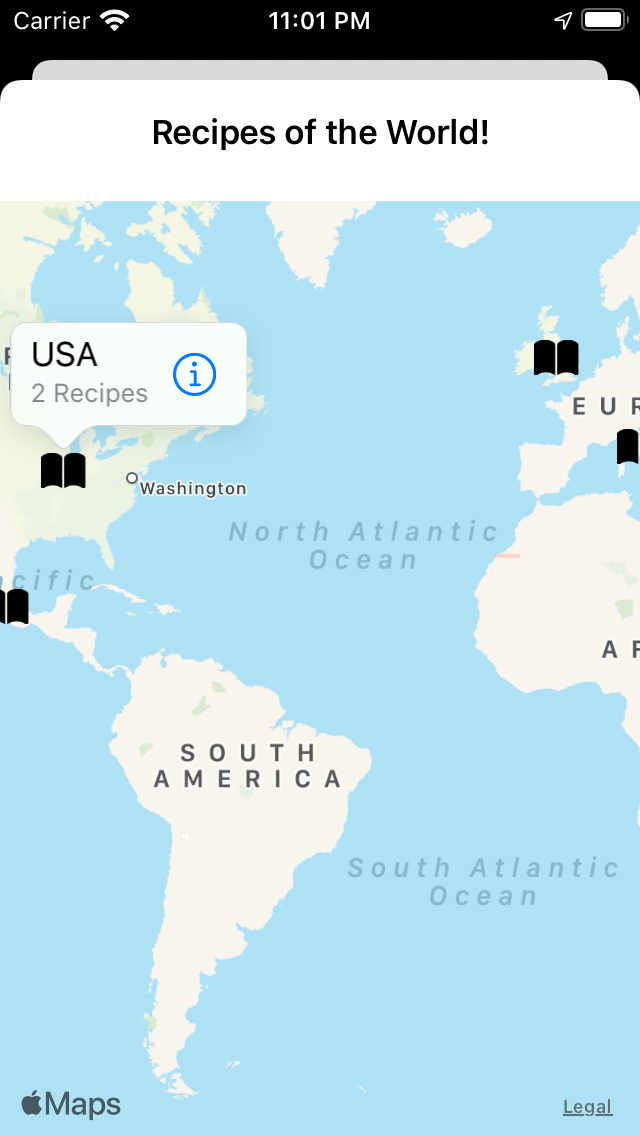 Carrier
11:01 PM
Recipes of the World!
USA
2 Recipes
EUR
Washington
North Atlantic
Ocean
cific
AF
SOUTH
AMERICA
South Atlantic
Ocean
Maps
Legal